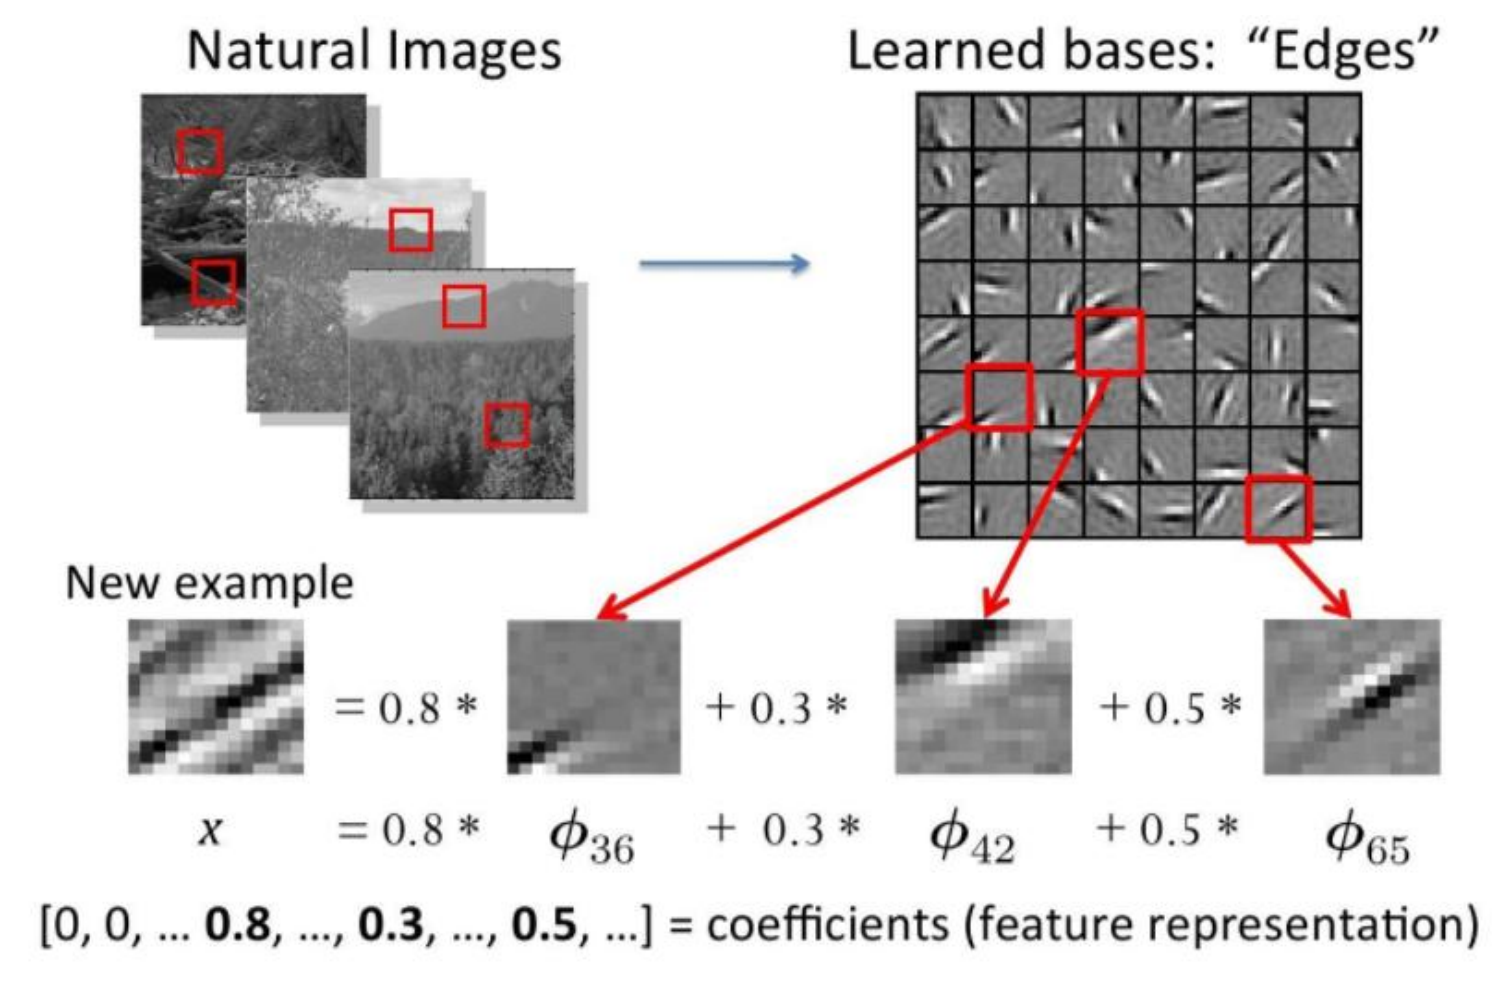 Natural Images
Learned bases: “Edges”
New example
= 0.8 * + 0.3 * + 0.5 *
x = 0.8 * ϕ36 + 0.3 * ϕ42 + 0.5 * ϕ65
[0, 0, ... 0.8, ..., 0.3, ..., 0.5, ...] = coefficients (feature representation)